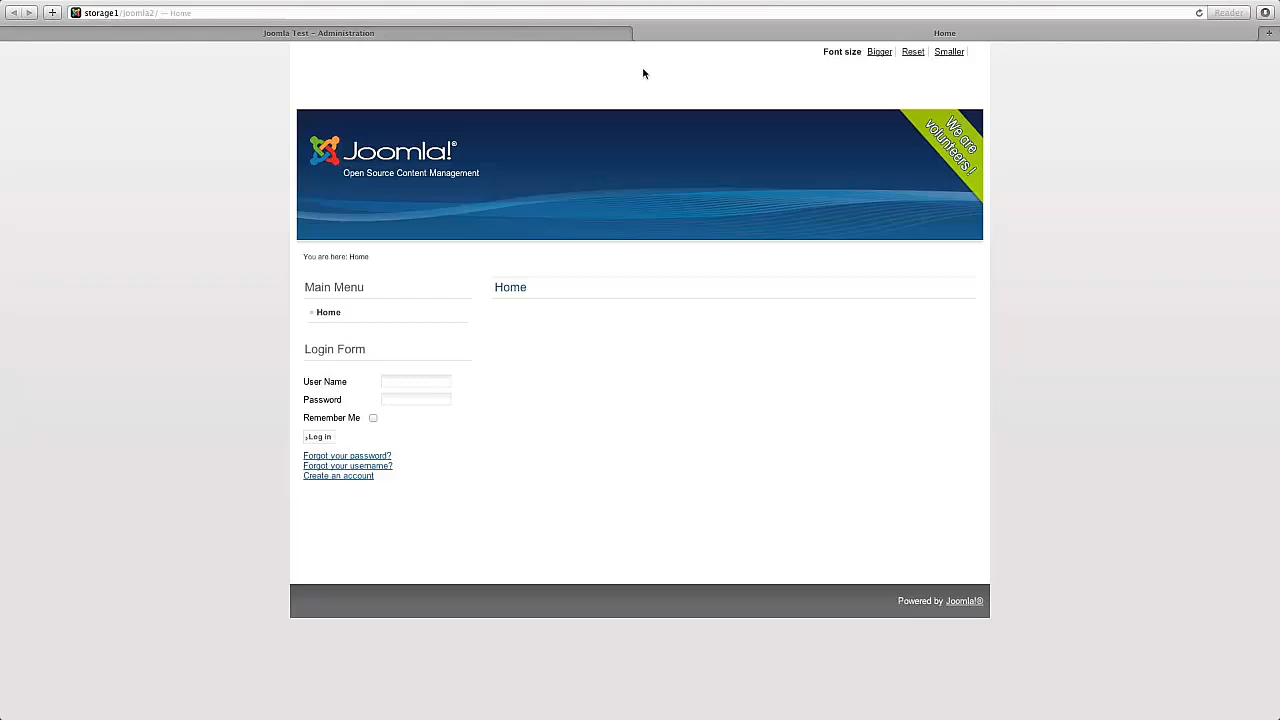 storage1/joomla2/ — Home
Reader
Joomla Test – Administration
Home
Font size Bigger Reset Smaller
Joomla!®
Open Source Content Management
We are
volunteers!
You are here: Home
Main Menu
Home
Home
Login Form
User Name
Password
Remember Me
Log in
Forgot your password?
Forgot your username?
Create an account
Powered by Joomla!®